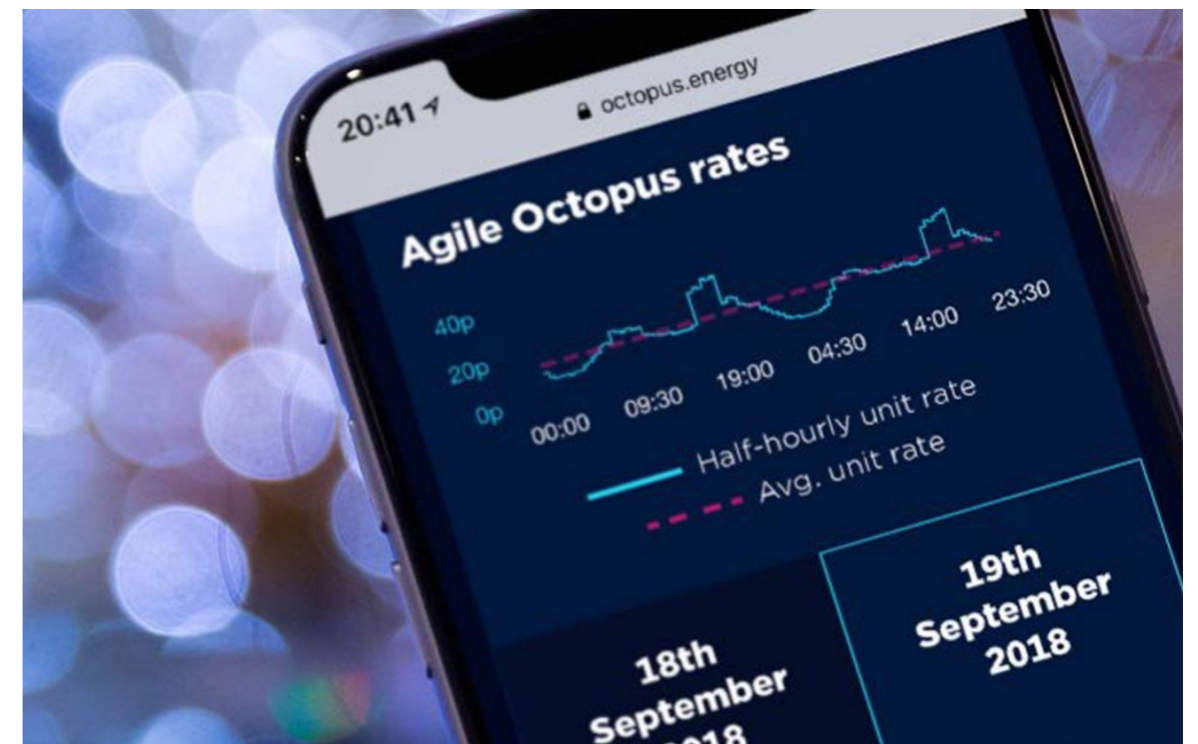 20:41
octopus.energy
Agile Octopus rates
40p
20p
0p
00:00 09:30 19:00 04:30 14:00 23:30
Half-hourly unit rate
Avg. unit rate
18th
September
2018
19th
September
2018